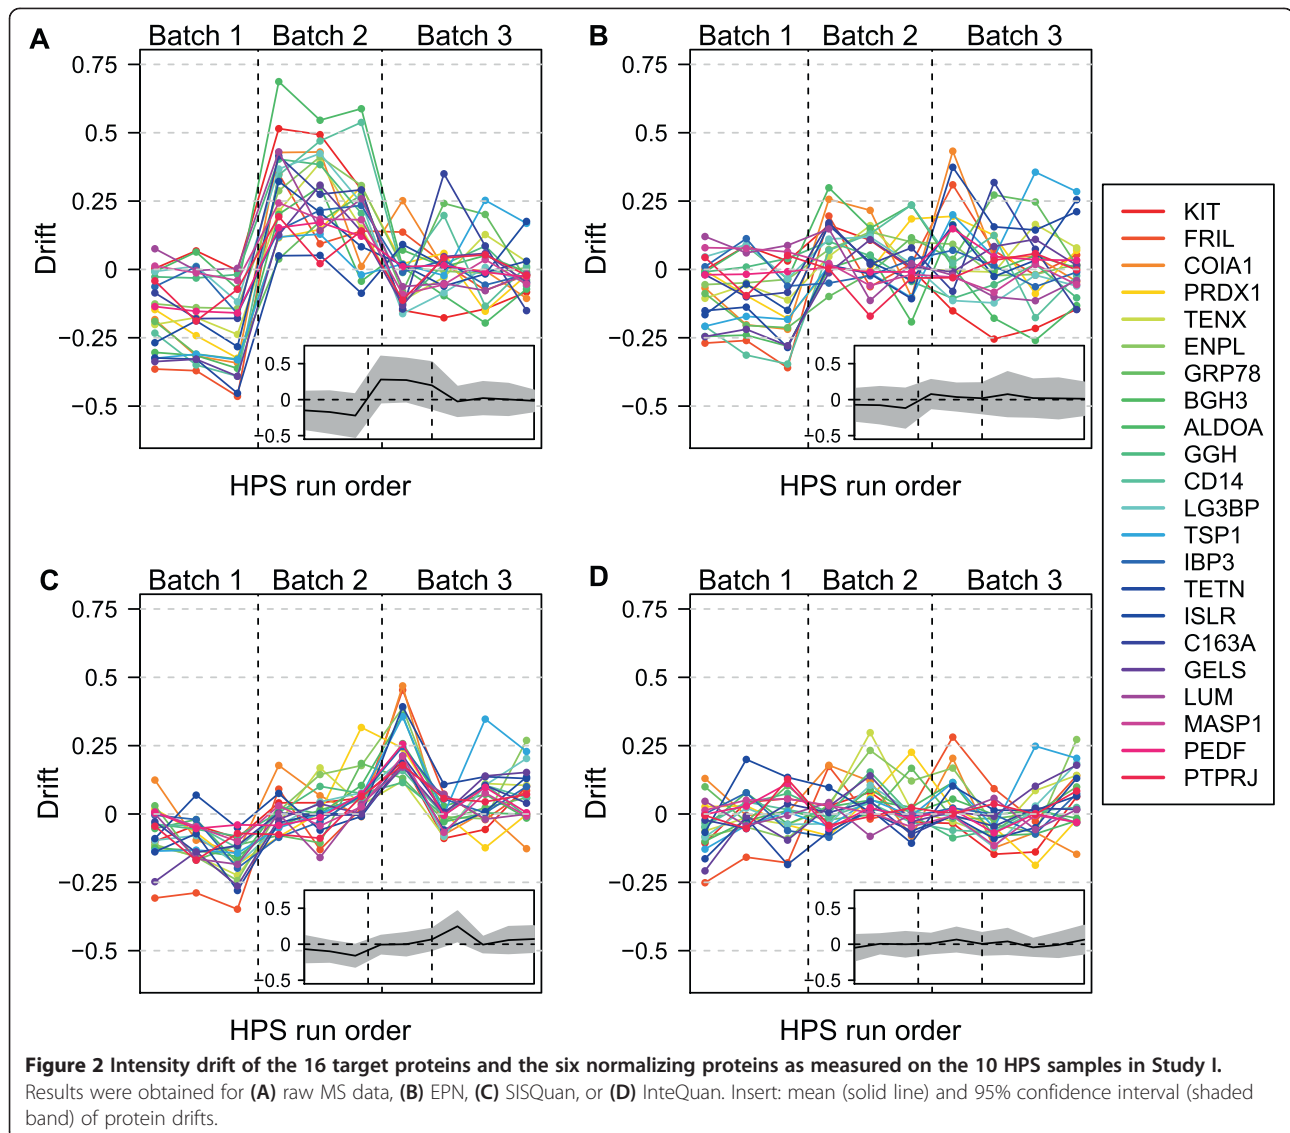 A
Batch 1
Batch 2
Batch 3
Drift
0.75
0.5
0.25
0
−0.25
−0.5
0.5
0
−0.5
HPS run order
B
Batch 1
Batch 2
Batch 3
Drift
0.75
0.5
0.25
0
−0.25
−0.5
0.5
0
−0.5
HPS run order
KIT
FRIL
COIA1
PRDX1
TENX
ENPL
GRP78
BGH3
ALDOA
GGH
CD14
LG3BP
TSP1
IBP3
TETN
ISLR
C163A
GELS
LUM
MASP1
PEDF
PTPRJ
C
Batch 1
Batch 2
Batch 3
Drift
0.75
0.5
0.25
0
−0.25
−0.5
0.5
0
−0.5
HPS run order
D
Batch 1
Batch 2
Batch 3
Drift
0.75
0.5
0.25
0
−0.25
−0.5
0.5
0
−0.5
HPS run order
Figure 2 Intensity drift of the 16 target proteins and the six normalizing proteins as measured on the 10 HPS samples in Study I.
Results were obtained for (A) raw MS data, (B) EPN, (C) SISQuan, or (D) InteQuan. Insert: mean (solid line) and 95% confidence interval (shaded
band) of protein drifts.